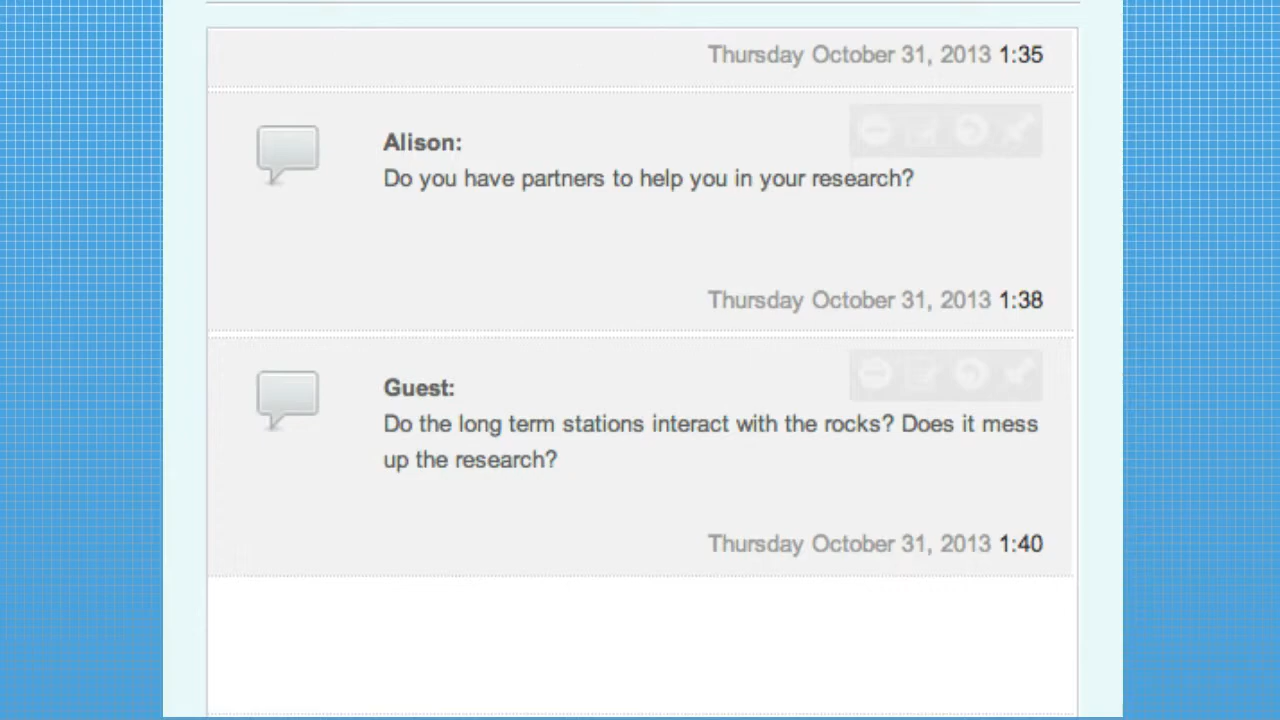 Thursday October 31, 2013 1:35
Alison:
Do you have partners to help you in your research?
Thursday October 31, 2013 1:38
Guest:
Do the long term stations interact with the rocks? Does it mess
up the research?
Thursday October 31, 2013 1:40